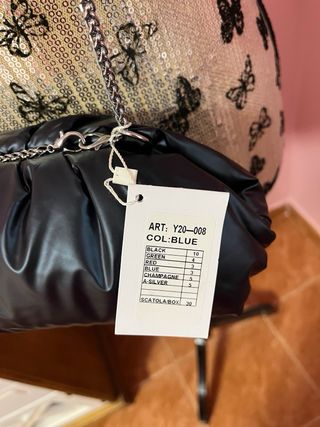 ART: Y20—008
COL:BLUE
BLACK 10
GREEN 4
RED 3
BLUE 3
CHAMPAGNE 5
A-SILVER 5
SCATOLA/BOX: 30